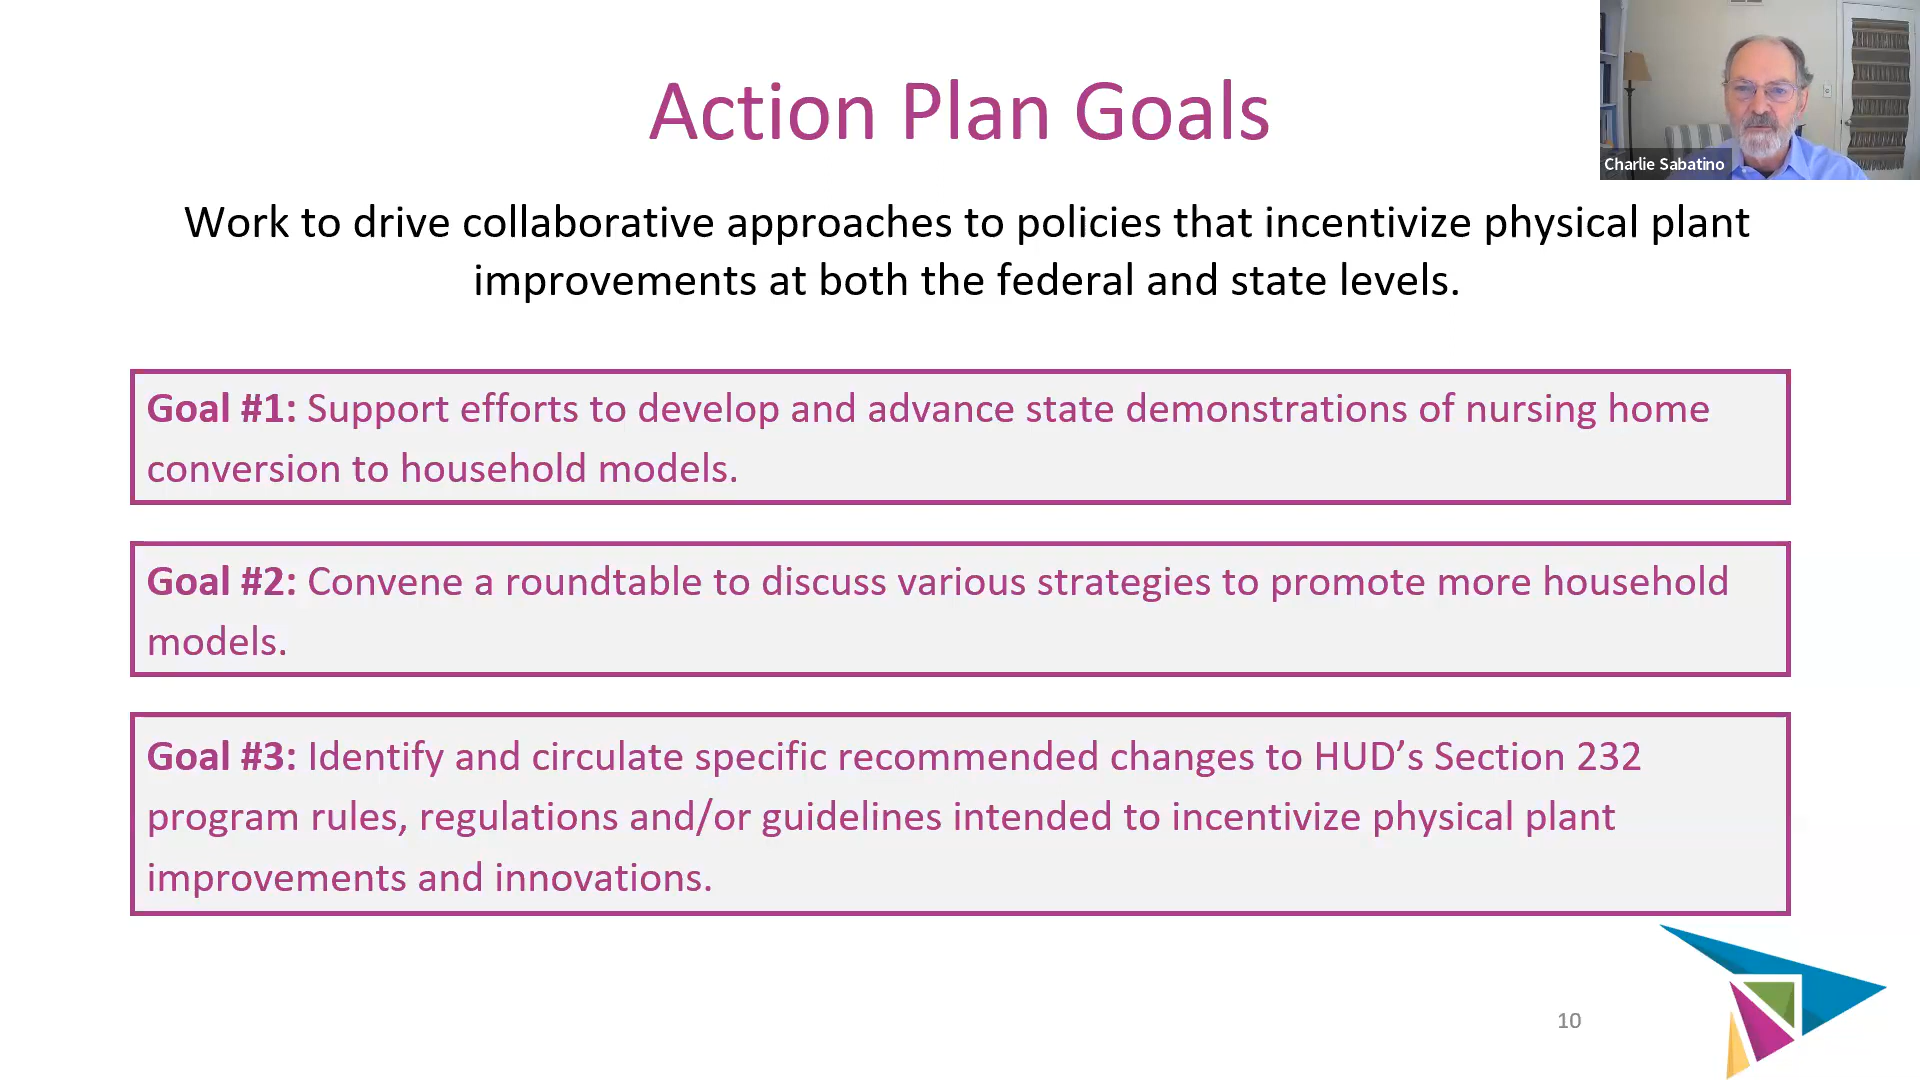 Action Plan Goals
Charlie Sabatino
Work to drive collaborative approaches to policies that incentivize physical plant
improvements at both the federal and state levels.
Goal #1: Support efforts to develop and advance state demonstrations of nursing home
conversion to household models.
Goal #2: Convene a roundtable to discuss various strategies to promote more household
models.
Goal #3: Identify and circulate specific recommended changes to HUD’s Section 232
program rules, regulations and/or guidelines intended to incentivize physical plant
improvements and innovations.
10